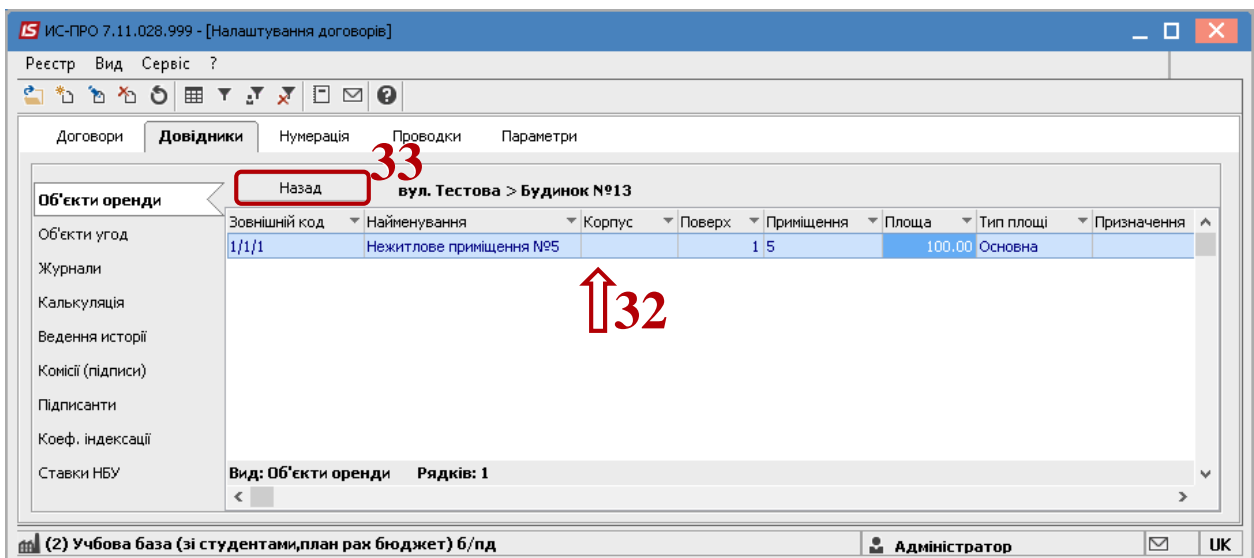 ИС-ПРО 7.11.028.999 - [Налаштування договорів]
Реєстр Вид Сервіс ?
Договори Довідники Нумерація Проводки Параметри
33
Назад вул. Тестова > Будинок №13
Об'єкти оренди
Об'єкти угод
Журнали
Калькуляція
Ведення історії
Комісії (підписи)
Підписанти
Коеф. індексації
Ставки НБУ
Зовнішній код Найменування Корпус Поверх Приміщення Площа Тип площі Призначення
1/1/1 Нежитлове приміщення №5 1 5 100.00 Основна
32
Вид: Об'єкти оренди Рядків: 1
(2) Учбова база (зі студентами,план рах бюджет) б/пд Адміністратор UK